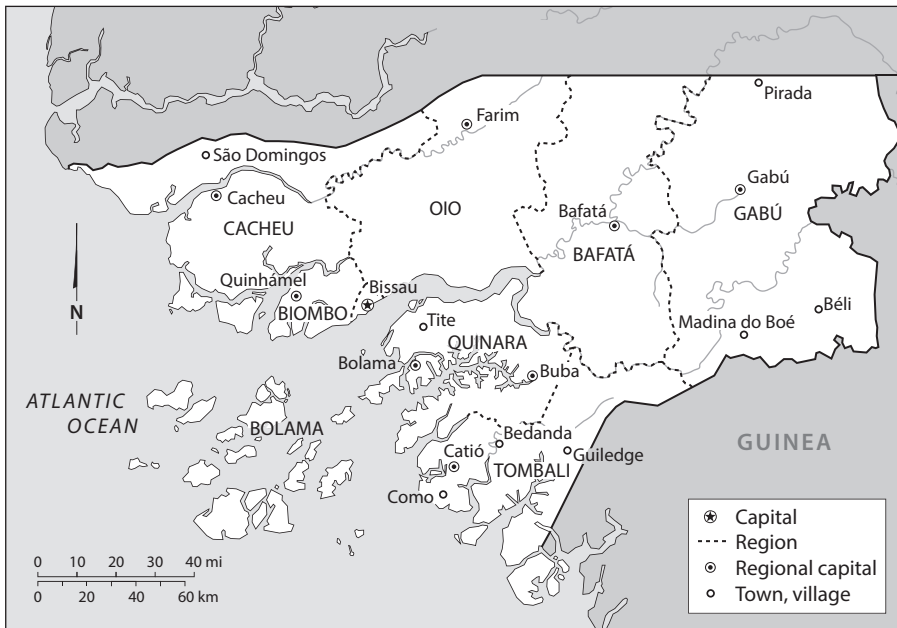 Pirada
Farim
São Domingos
Gabú
Cacheu
OIO
Bafatá
GABÚ
CACHEU
BAFATÁ
Quinhámel
Bissau
N
BIOMBO
Béli
Tite
Madina do Boé
QUINARA
Bolama
Buba
ATLANTIC
OCEAN
BOLAMA
Bedanda
GUINEA
Catió
Guiledge
TOMBALI
Como
Capital
Region
Regional capital
Town, village
0 10 20 30 40 mi
0 20 40 60 km